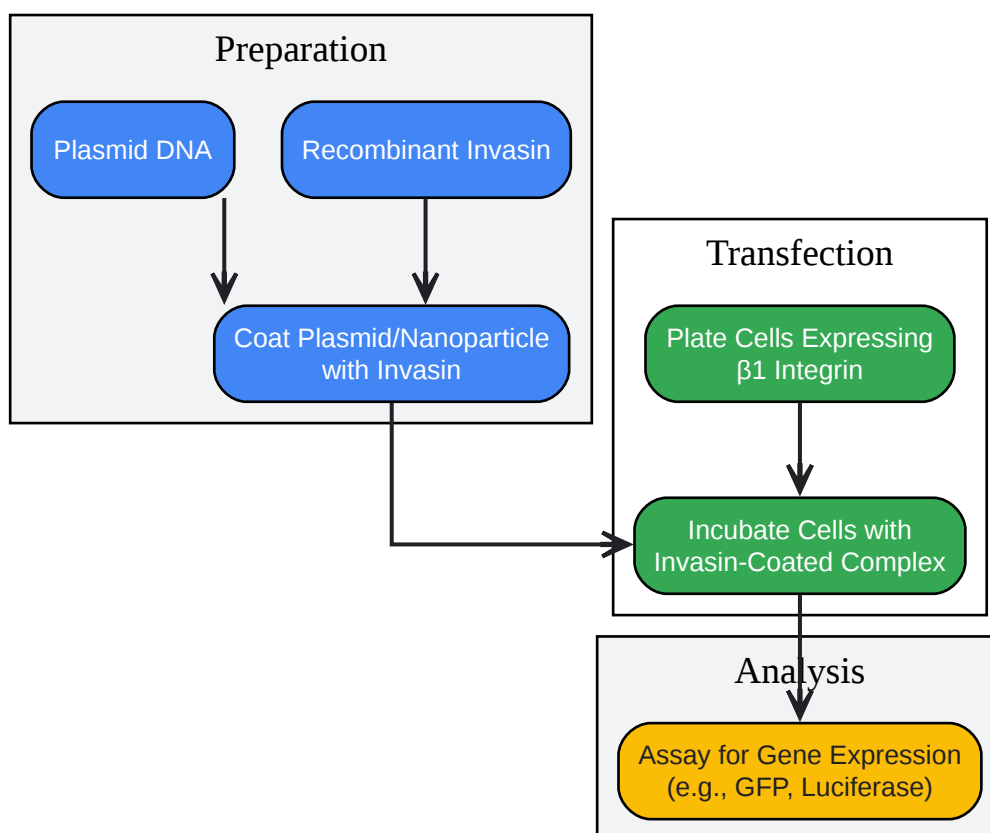 Preparation
Plasmid DNA
Recombinant Invasin
Coat Plasmid/Nanoparticle
with Invasin
Transfection
Plate Cells Expressing
β1 Integrin
Incubate Cells with
Invasin-Coated Complex
Analysis
Assay for Gene Expression
(e.g., GFP, Luciferase)